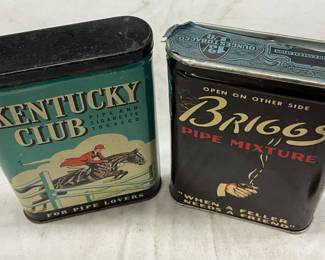 KENTUCKY
CLUB
PIPE AND
CIGARETTE
TOBACCO
FOR PIPE LOVERS
OPEN ON OTHER SIDE
BRIGGS
PIPE MIXTURE
"WHEN A FELLER
NEEDS A FRIEND"